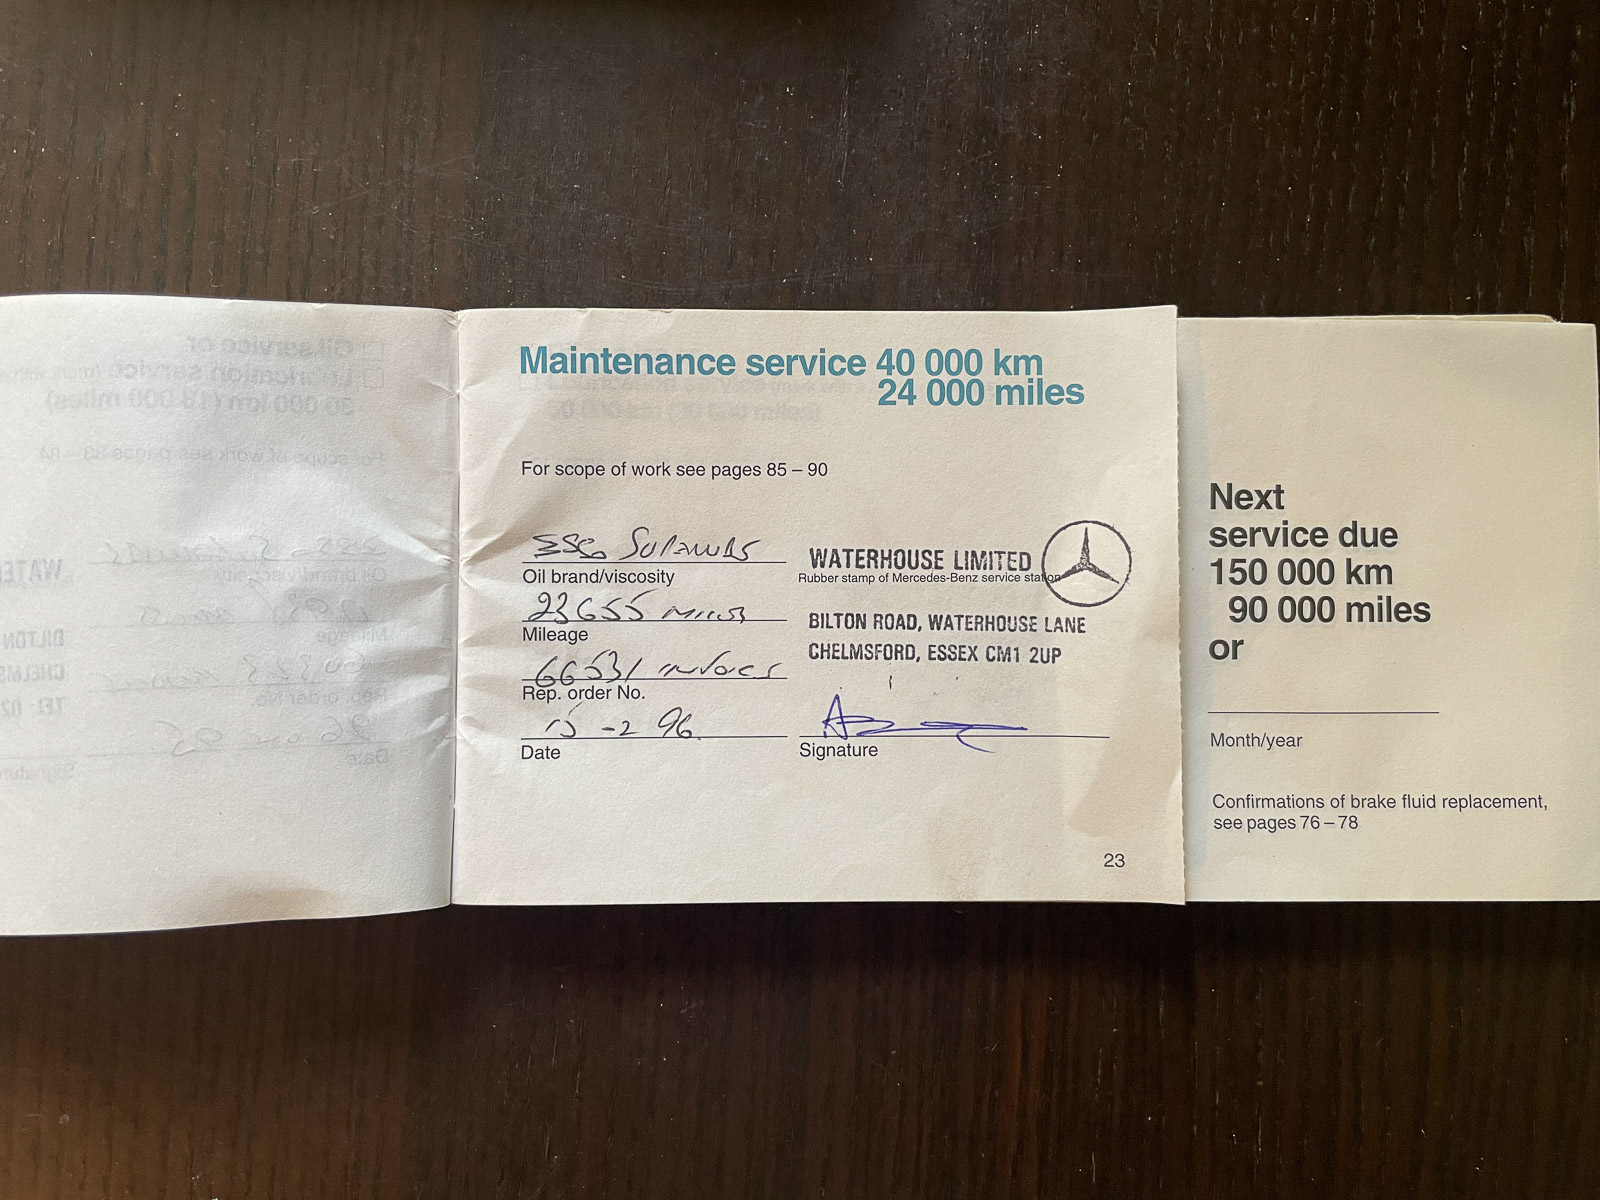 Maintenance service 40 000 km
24 000 miles
For scope of work see pages 85 – 90
Oil brand/viscosity
23655 miles
Mileage
66531 invoice
Rep. order No.
15 -2 96
Date
WATERHOUSE LIMITED
Rubber stamp of Mercedes-Benz service station
BILTON ROAD, WATERHOUSE LANE
CHELMSFORD, ESSEX CM1 2UP
Signature
23
Next
service due
150 000 km
90 000 miles
or
Month/year
Confirmations of brake fluid replacement,
see pages 76 – 78